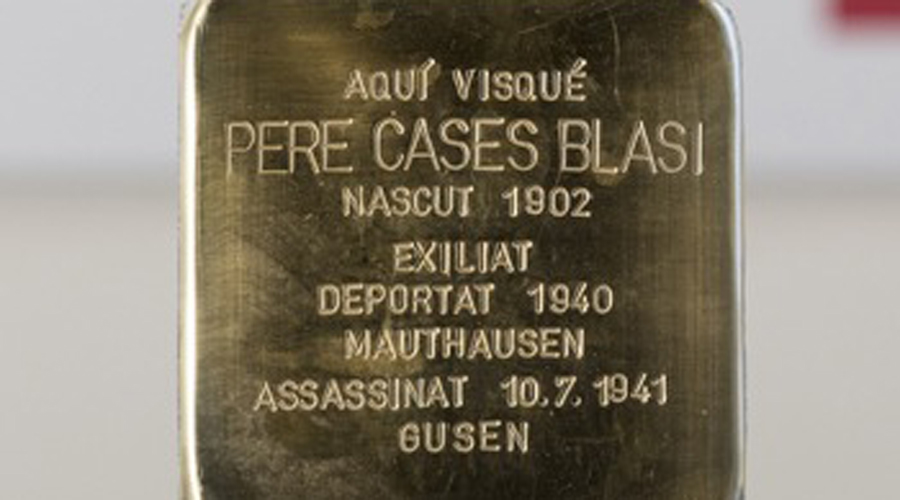 AQUÍ VISQUÉ
PERE CASES BLASI
NASCUT 1902
EXILIAT
DEPORTAT 1940
MAUTHAUSEN
ASSASSINAT 10.7.1941
GUSEN